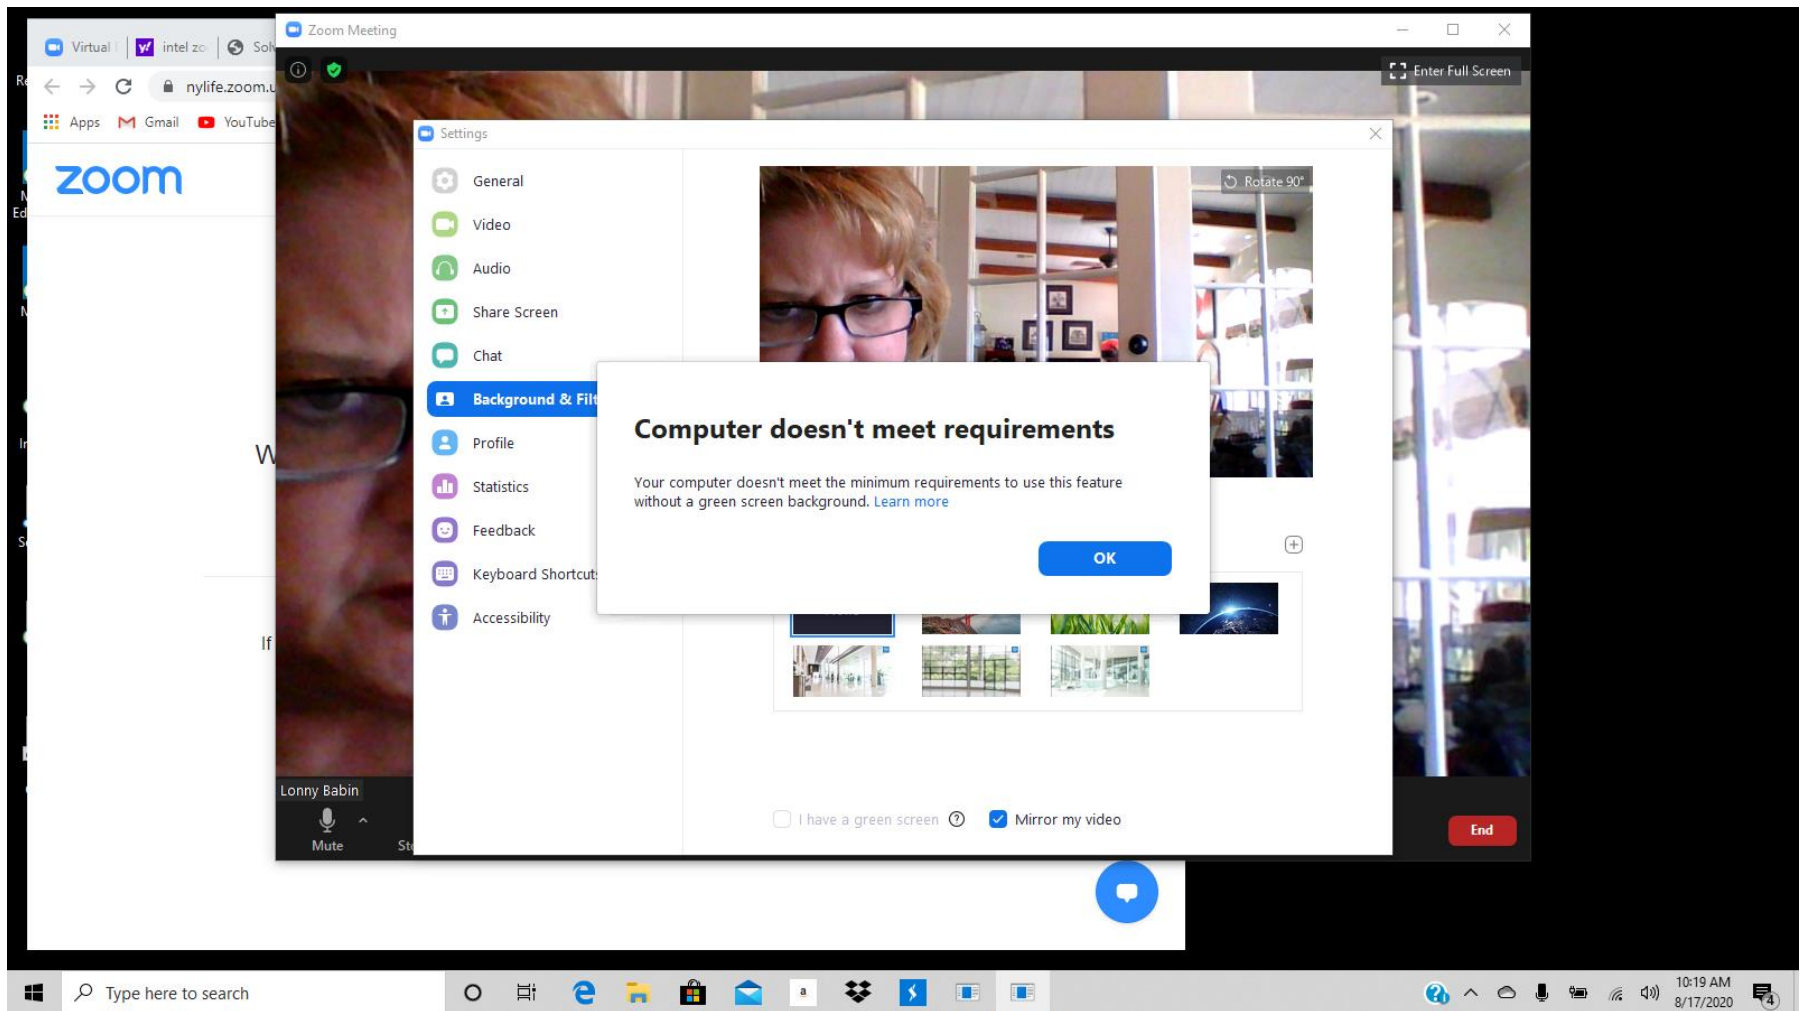 Zoom Meeting
Virtual
intel zo
Enter Full Screen
nylife.zoom.u
Apps
Gmail
YouTube
zoom
Settings
General
Rotate 90°
Video
Audio
Share Screen
Chat
Background & Filt
Profile
Statistics
Feedback
Keyboard Shortcuts
Accessibility
Computer doesn't meet requirements
Your computer doesn't meet the minimum requirements to use this feature
without a green screen background. Learn more
OK
W
If
I have a green screen
Mirror my video
Lonny Babin
Mute
End
Type here to search
a
10:19 AM
8/17/2020
4